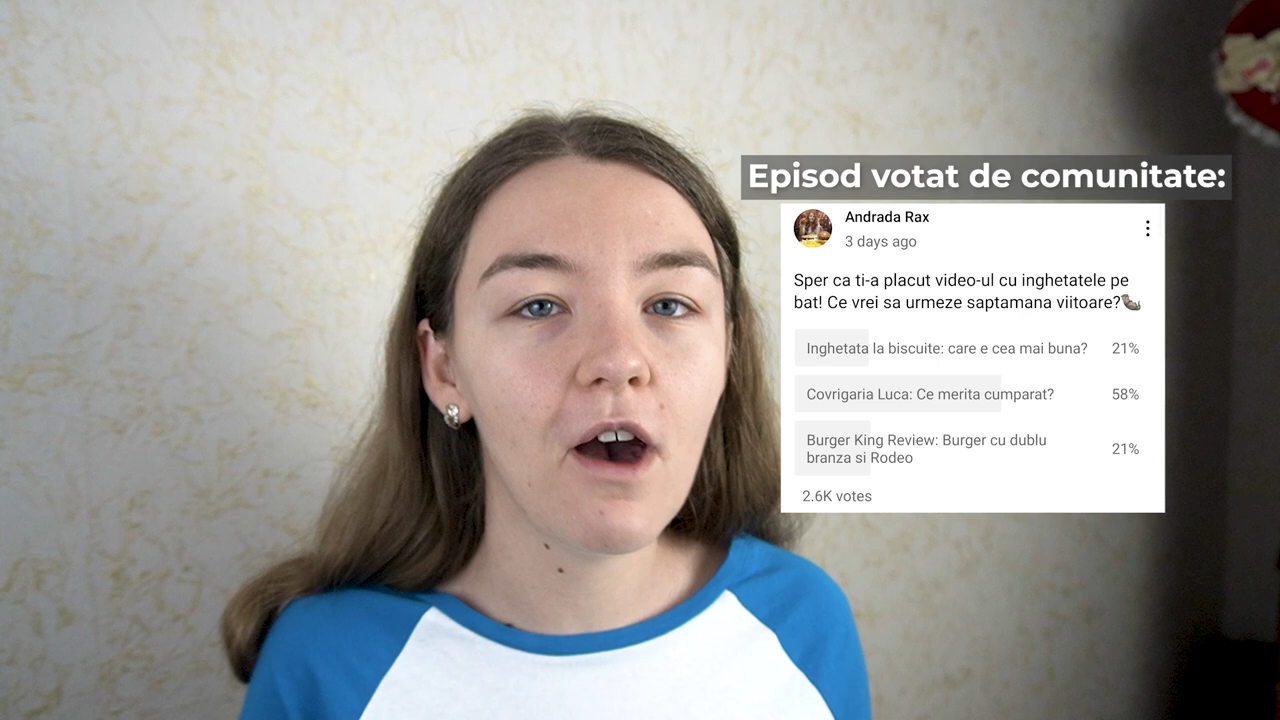 Episod votat de comunitate:
Andrada Rax
3 days ago
Sper ca ti-a placut video-ul cu inghetatele pe
bat! Ce vrei sa urmeze saptamana viitoare?
Inghetata la biscuite: care e cea mai buna? 21%
Covrigaria Luca: Ce merita cumparat? 58%
Burger King Review: Burger cu dublu
branza si Rodeo 21%
2.6K votes